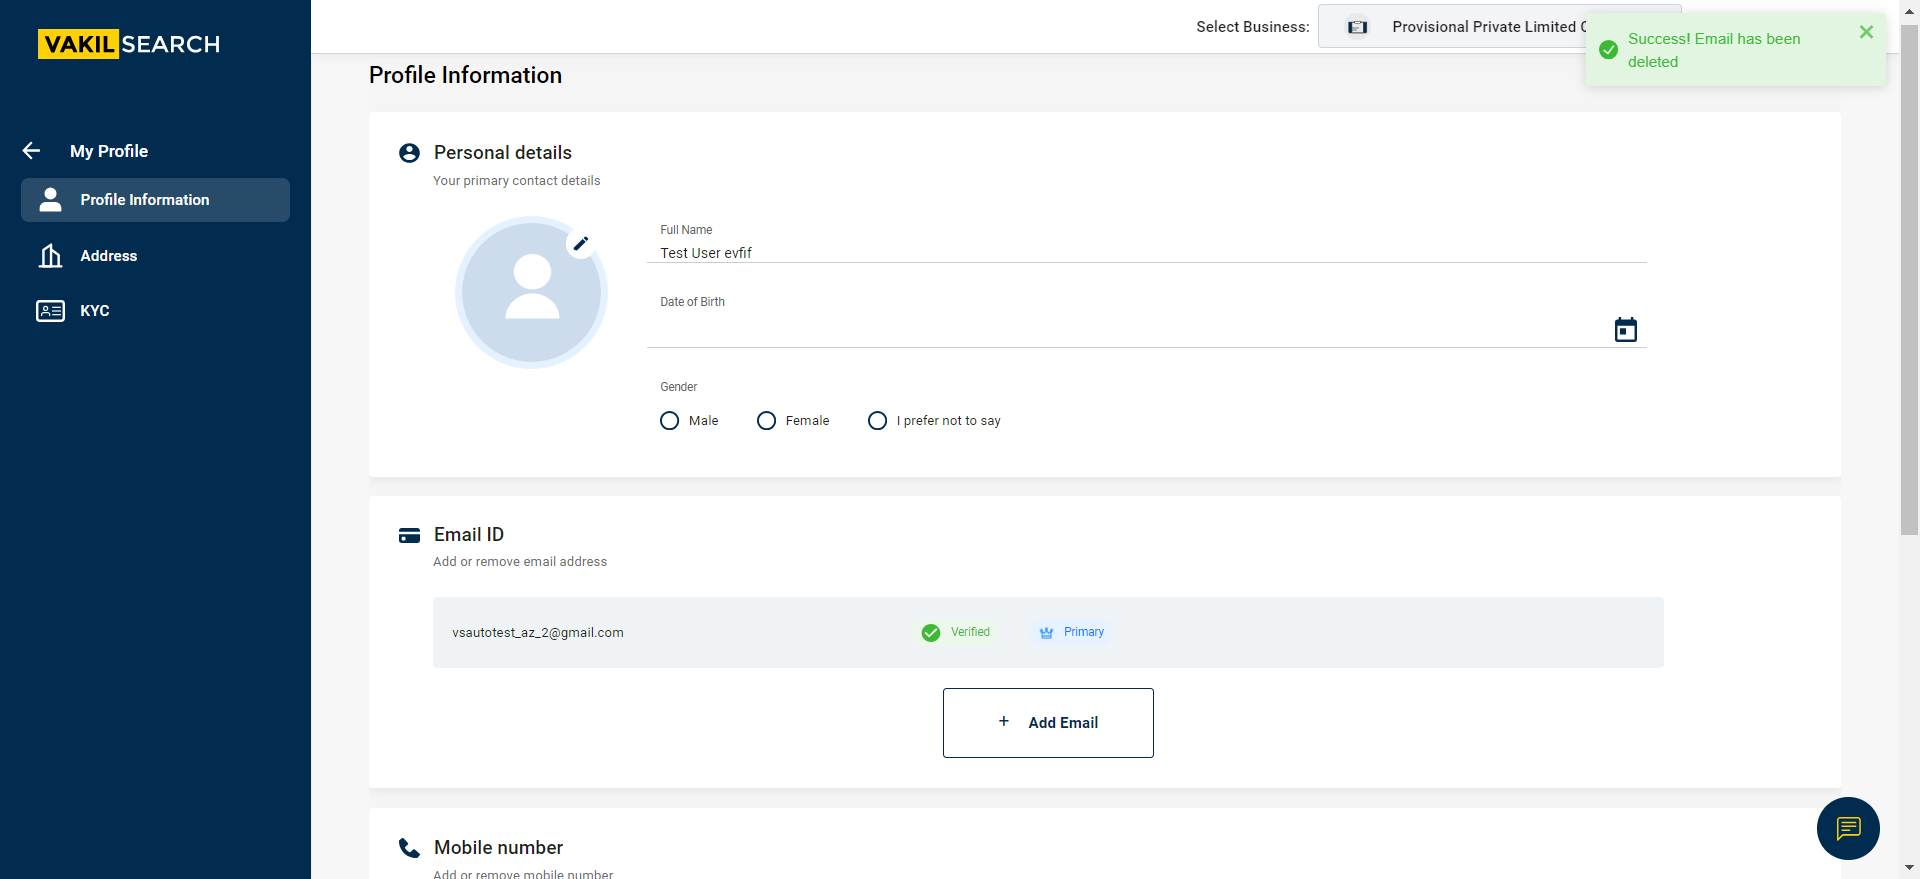 VAKILSEARCH
My Profile
Profile Information
Address
KYC
Select Business:
Provisional Private Limited
Success! Email has been
deleted
Profile Information
Personal details
Your primary contact details
Full Name
Test User evfif
Date of Birth
Gender
Male
Female
I prefer not to say
Email ID
Add or remove email address
vsautotest_az_2@gmail.com
Verified
Primary
+ Add Email
Mobile number
Add or remove mobile number